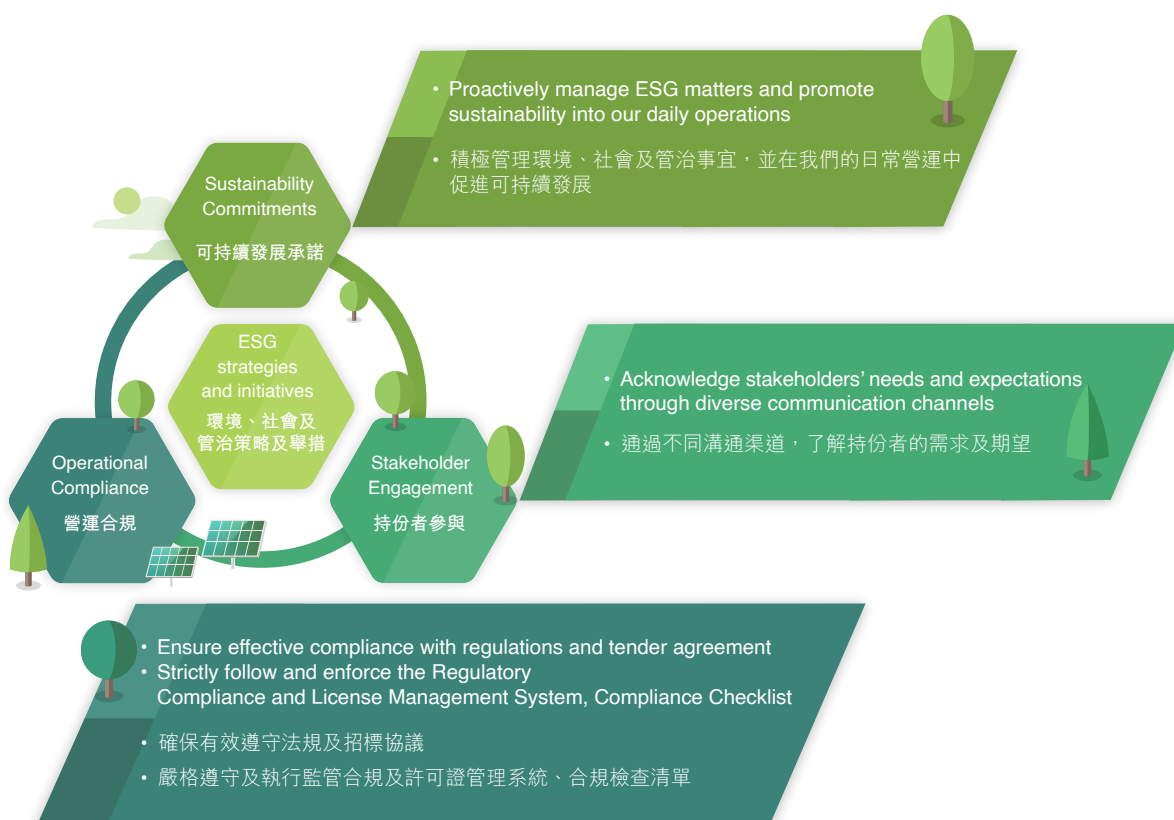 • Proactively manage ESG matters and promote
sustainability into our daily operations
• 積極管理環境、社會及管治事宜，並在我們的日常營運中
促進可持續發展
Sustainability
Commitments
可持續發展承諾
ESG
strategies
and initiatives
環境、社會及
管治策略及舉措
• Acknowledge stakeholders’ needs and expectations
through diverse communication channels
• 通過不同溝通渠道，了解持份者的需求及期望
Operational
Compliance
營運合規
Stakeholder
Engagement
持份者參與
• Ensure effective compliance with regulations and tender agreement
• Strictly follow and enforce the Regulatory
Compliance and License Management System, Compliance Checklist
• 確保有效遵守法規及招標協議
• 嚴格遵守及執行監管合規及許可證管理系統、合規檢查清單